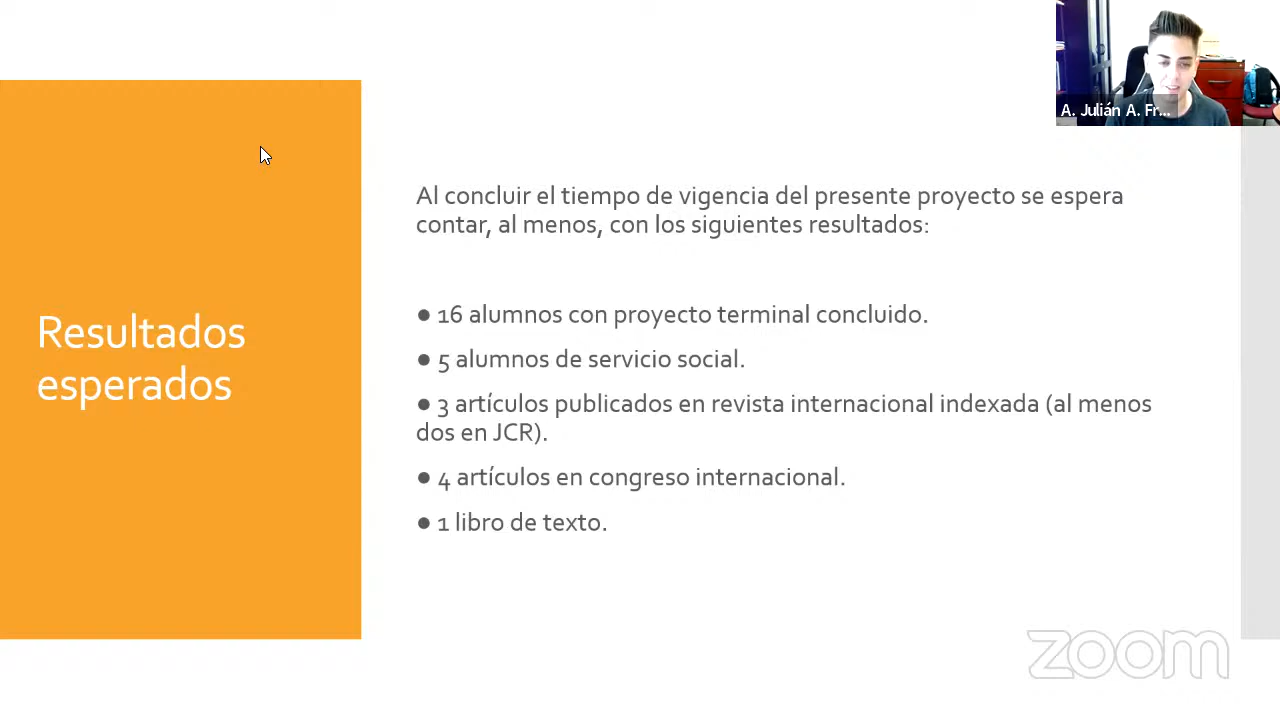 A. Julián A. Fr...
Al concluir el tiempo de vigencia del presente proyecto se espera
contar, al menos, con los siguientes resultados:
Resultados
esperados
● 16 alumnos con proyecto terminal concluido.
● 5 alumnos de servicio social.
● 3 artículos publicados en revista internacional indexada (al menos
dos en JCR).
● 4 artículos en congreso internacional.
● 1 libro de texto.
zoom